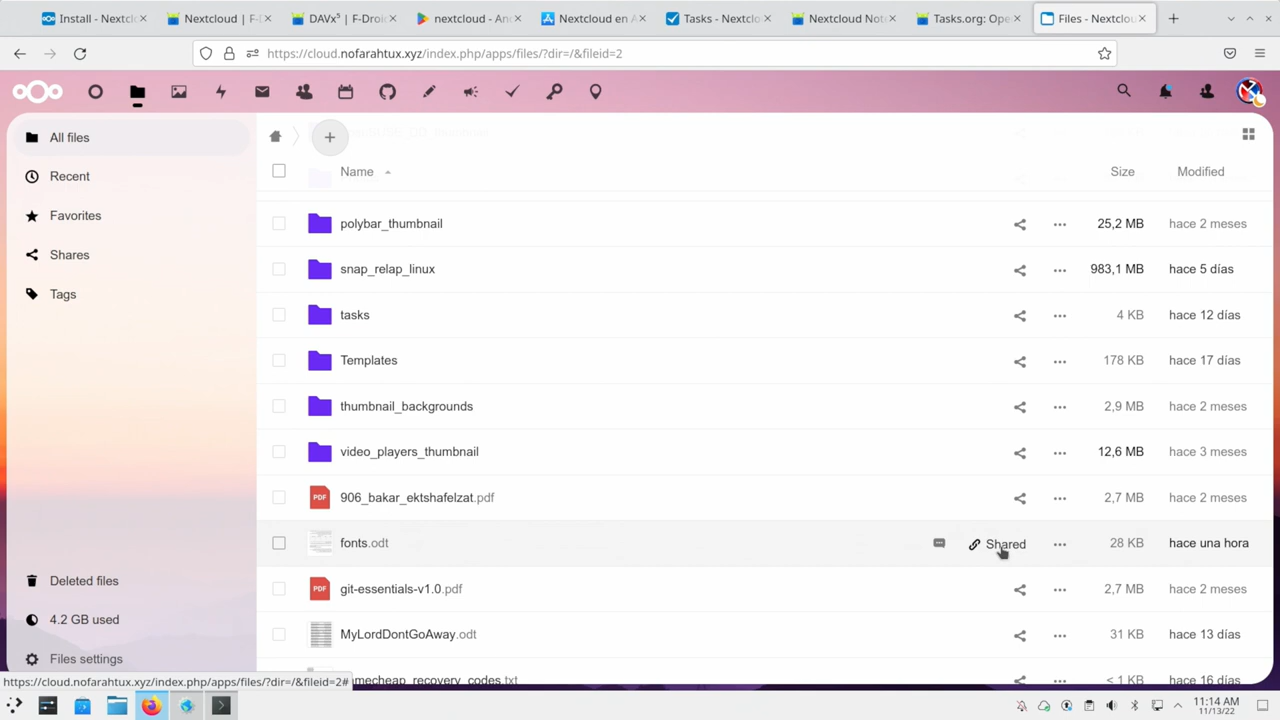 Install - Nextcl
Nextcloud | F-D
DAVx⁵ | F-Droi
nextcloud - An
Nextcloud en A
Tasks - Nextclo
Nextcloud Not
Tasks.org: Ope
Files - Nextclou
https://cloud.nofarahtux.xyz/index.php/apps/files/?dir=/&fileid=2
All files
Recent
Favorites
Shares
Tags
Deleted files
4.2 GB used
Files settings
Name Size Modified
polybar_thumbnail 25,2 MB hace 2 meses
snap_relap_linux 983,1 MB hace 5 días
tasks 4 KB hace 12 días
Templates 178 KB hace 17 días
thumbnail_backgrounds 2,9 MB hace 2 meses
video_players_thumbnail 12,6 MB hace 3 meses
PDF 906_bakar_ektshafelzat.pdf 2,7 MB hace 2 meses
fonts.odt Shared 28 KB hace una hora
PDF git-essentials-v1.0.pdf 2,7 MB hace 2 meses
MyLordDontGoAway.odt 31 KB hace 13 días
mecheap_recovery_codes.txt < 1 KB hace 16 días
https://cloud.nofarahtux.xyz/index.php/apps/files/?dir=/&fileid=2#
11:14 AM
11/13/22